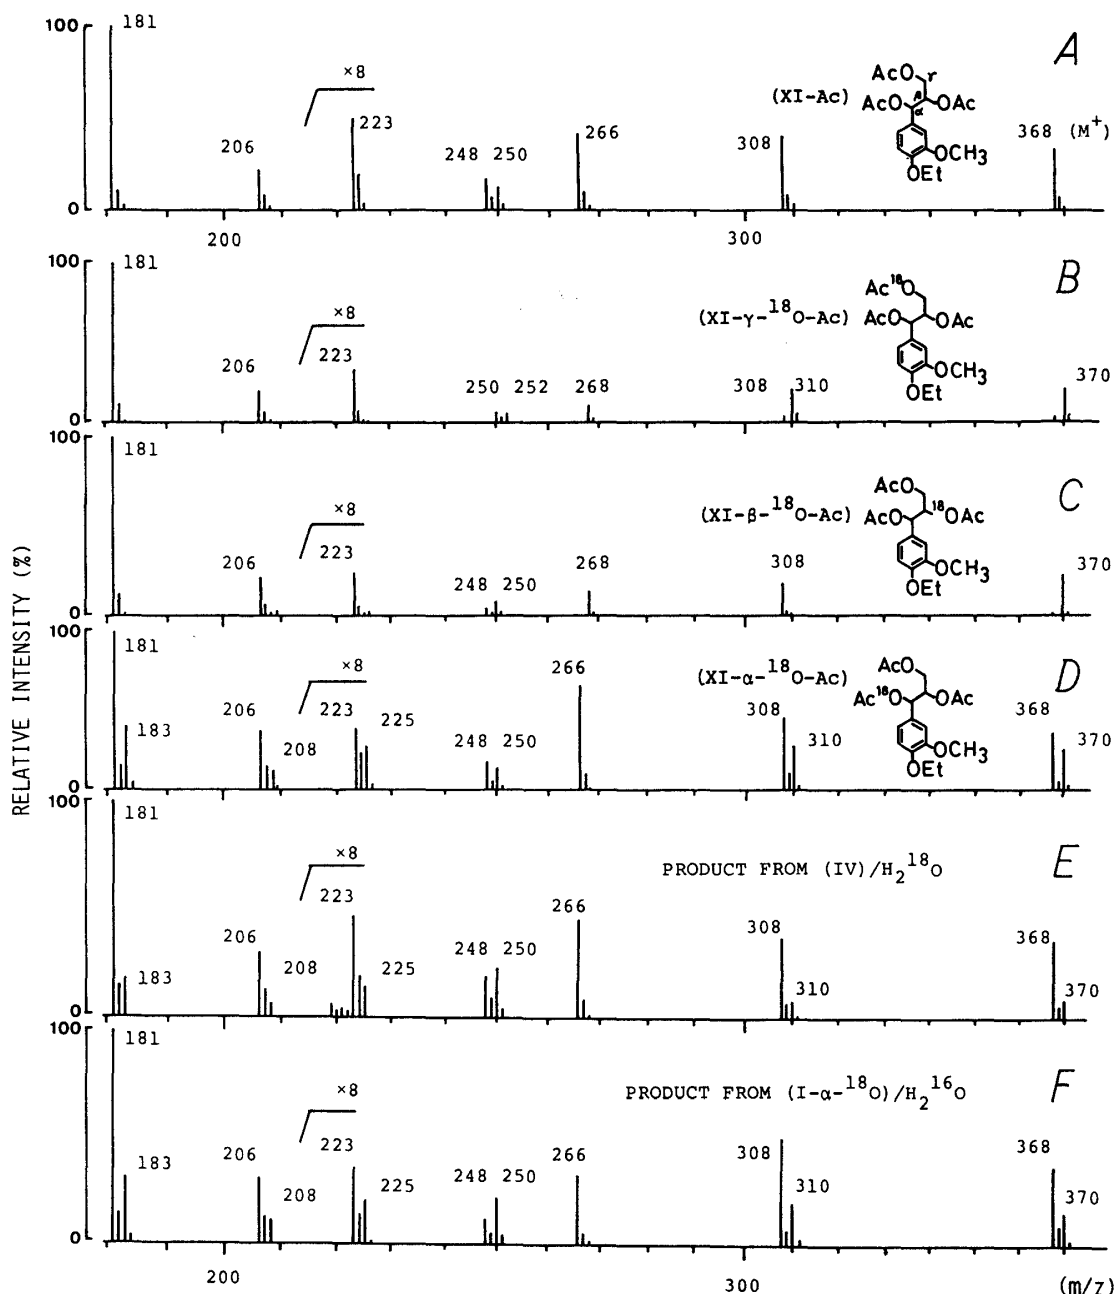 RELATIVE INTENSITY (%)
100
0
181
×8
206
223
248 250
266
308
368 (M⁺)
A
(XI-Ac)
AcO γ
AcO β OAc
α
OCH3
OEt
200
300
100
0
181
×8
206
223
250 252 268
308 310
370
B
(XI-γ-¹⁸O-Ac)
Ac¹⁸O
AcO OAc
OCH3
OEt
100
0
181
×8
206
223
248 250
268
308
370
C
(XI-β-¹⁸O-Ac)
AcO
AcO ¹⁸OAc
OCH3
OEt
100
0
181
183
×8
206
208
223
225
248 250
266
308
310
368
370
D
(XI-α-¹⁸O-Ac)
AcO
Ac¹⁸O OAc
OCH3
OEt
100
0
181
183
×8
206
208
223
225
248 250
266
308
310
368
370
E
PRODUCT FROM (IV)/H2¹⁸O
100
0
181
183
×8
206
208
223
225
248 250
266
308
310
368
370
F
PRODUCT FROM (I-α-¹⁸O)/H2¹⁶O
200
300
(m/z)